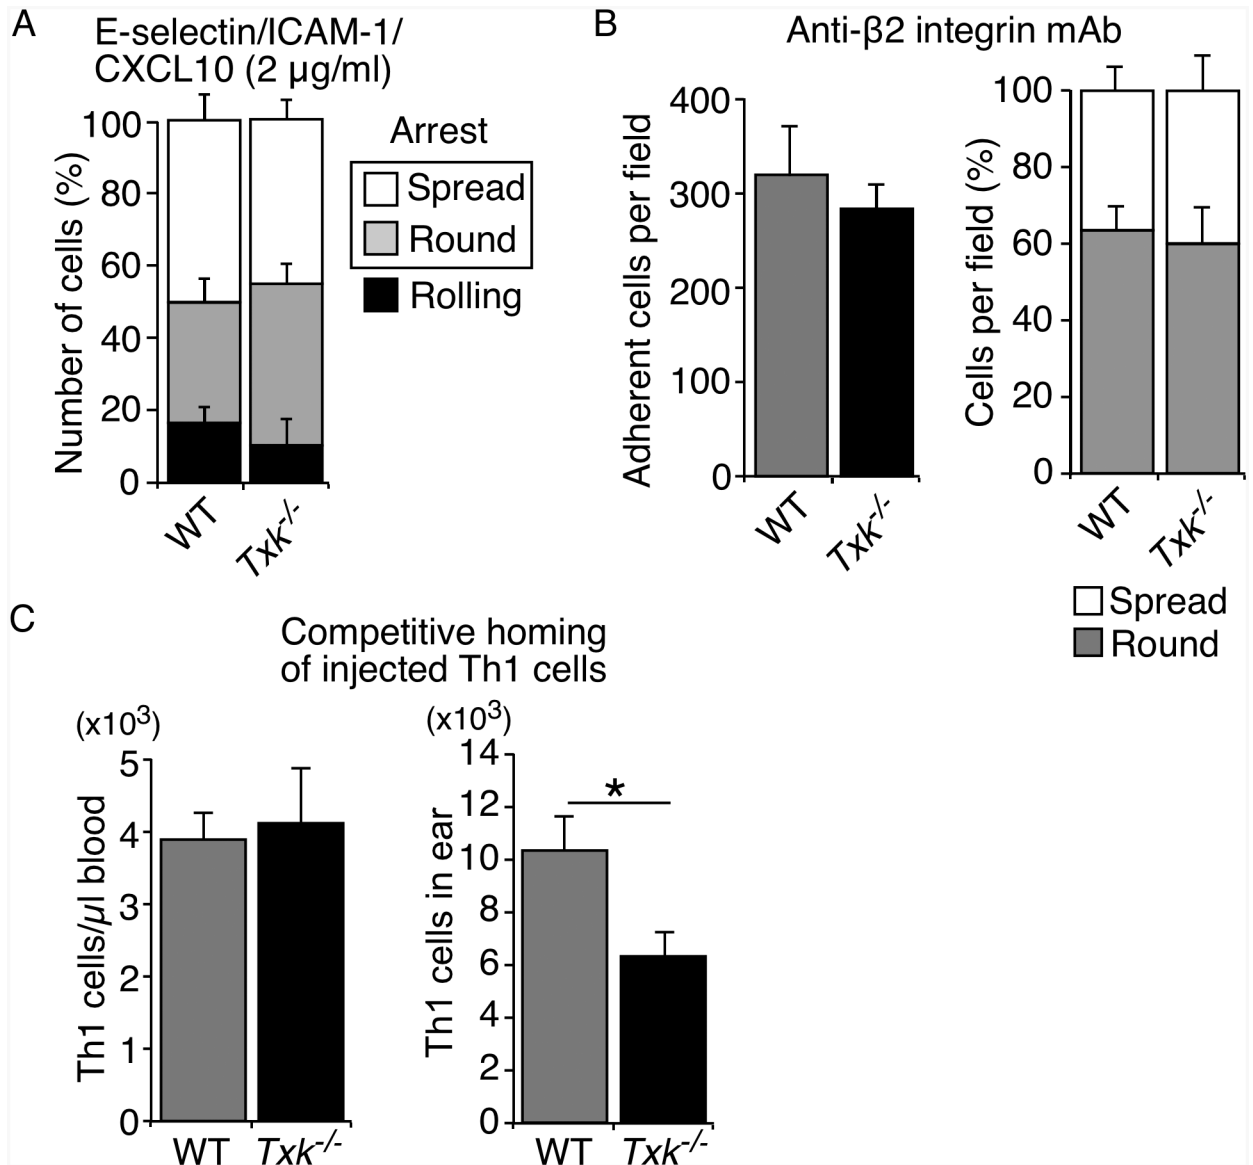 A
E-selectin/ICAM-1/
CXCL10 (2 µg/ml)
Number of cells (%)
100
80
60
40
20
0
WT
Txk-/-
Arrest
Spread
Round
Rolling
B
Anti-β2 integrin mAb
Adherent cells per field
400
300
200
100
0
WT
Txk-/-
Cells per field (%)
100
80
60
40
20
0
WT
Txk-/-
Spread
Round
C
Competitive homing
of injected Th1 cells
(x10³)
Th1 cells/µl blood
5
4
3
2
1
0
WT
Txk-/-
(x10³)
Th1 cells in ear
14
12
10
8
6
4
2
0
*
WT
Txk-/-